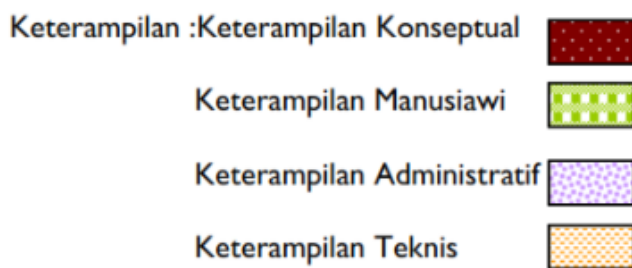 Keterampilan :Keterampilan Konseptual
Keterampilan Manusiawi
Keterampilan Administratif
Keterampilan Teknis